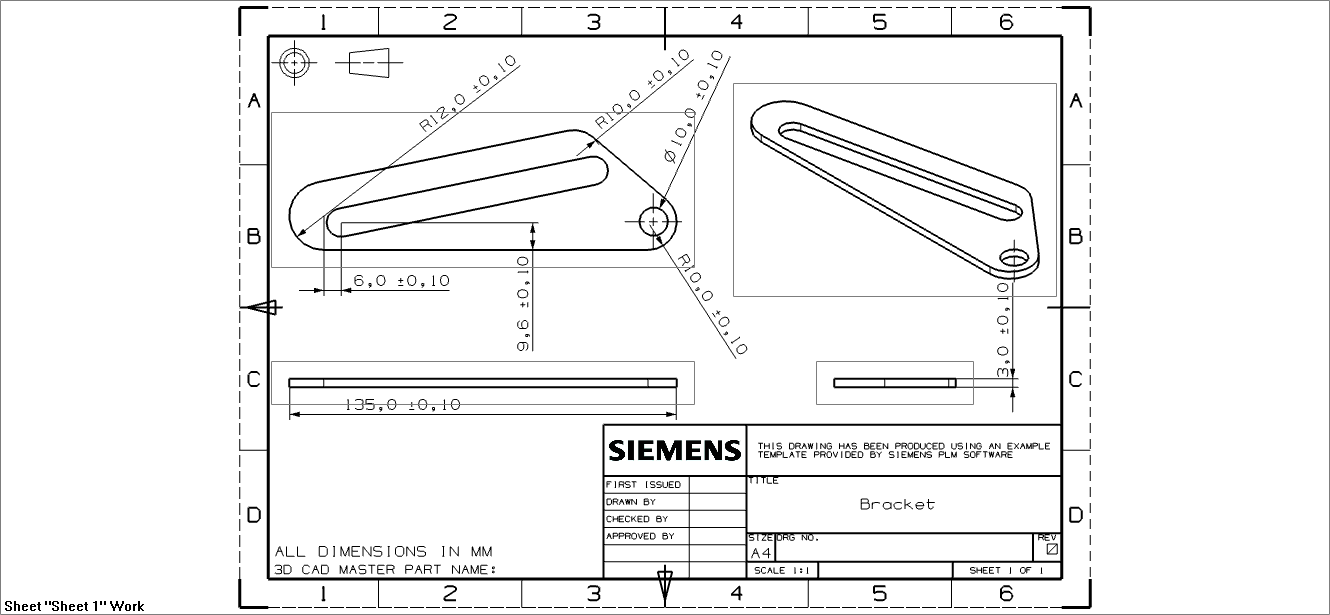 1 2 3 4 5 6
A A
R12,0 ±0,10
R10,0 ±0,10
Ø10,0 ±0,10
B B
6,0 ±0,10
9,6 ±0,10
R10,0 ±0,10
3,0 ±0,10
C C
135,0 ±0,10
SIEMENS
THIS DRAWING HAS BEEN PRODUCED USING AN EXAMPLE
TEMPLATE PROVIDED BY SIEMENS PLM SOFTWARE
FIRST ISSUED
DRAWN BY
CHECKED BY
APPROVED BY
TITLE
Bracket
D D
SIZE DRG NO. REV
A4
SCALE 1:1 SHEET 1 OF 1
ALL DIMENSIONS IN MM
3D CAD MASTER PART NAME:
1 2 3 4 5 6
Sheet "Sheet 1" Work